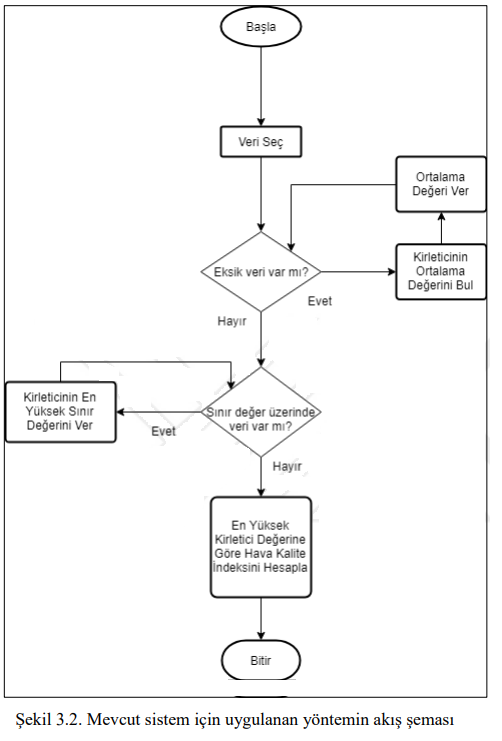 Başla
Veri Seç
Ortalama
Değeri Ver
Eksik veri var mı?
Kirleticinin
Ortalama
Değerini Bul
Evet
Hayır
Kirleticinin En
Yüksek Sınır
Değerini Ver
Sınır değer üzerinde
veri var mı?
Evet
Hayır
En Yüksek
Kirletici Değerine
Göre Hava Kalite
İndeksini Hesapla
Bitir
Şekil 3.2. Mevcut sistem için uygulanan yöntemin akış şeması